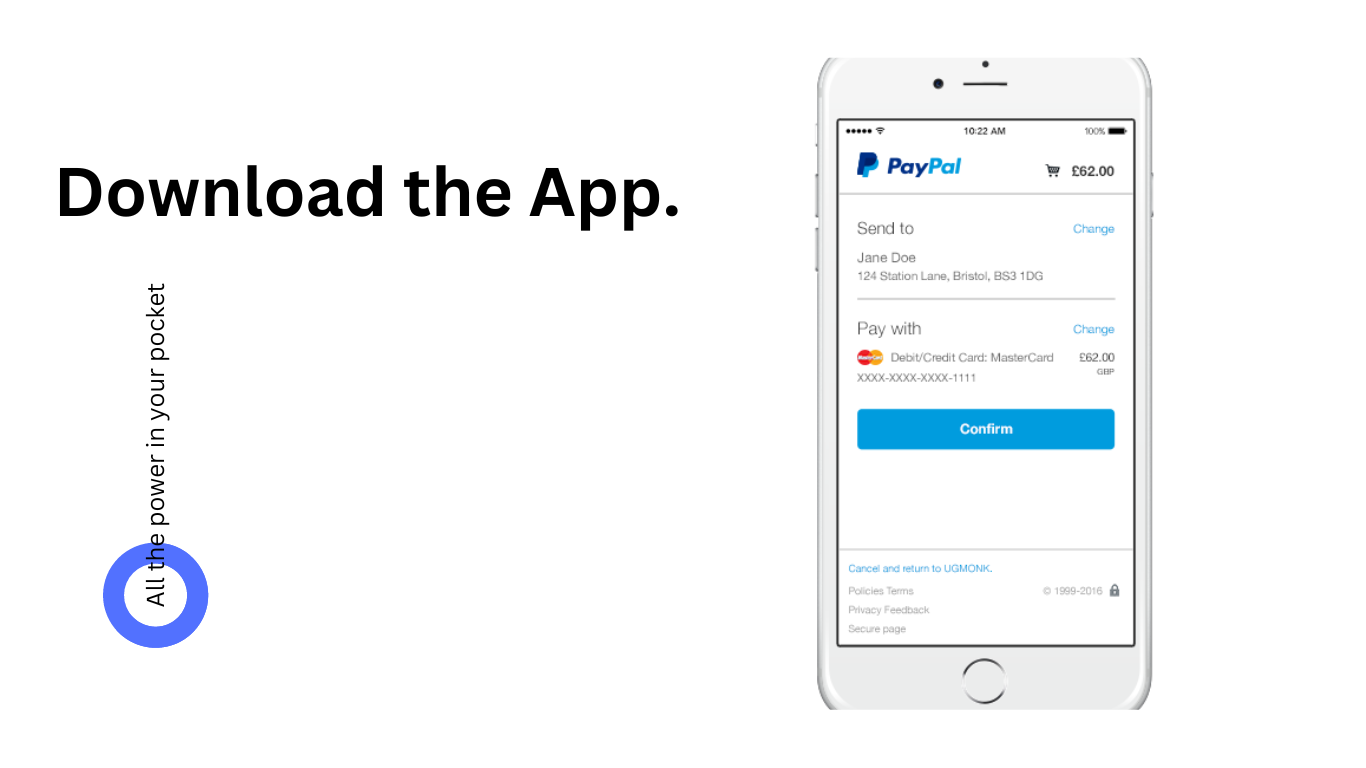 Download the App.
All the power in your pocket
10:22 AM
100%
PayPal
£62.00
Send to
Change
Jane Doe
124 Station Lane, Bristol, BS3 1DG
Pay with
Change
MasterCard
Debit/Credit Card: MasterCard
£62.00
XXXX-XXXX-XXXX-1111
GBP
Confirm
Cancel and return to UGMONK.
Policies Terms
© 1999-2016
Privacy Feedback
Secure page